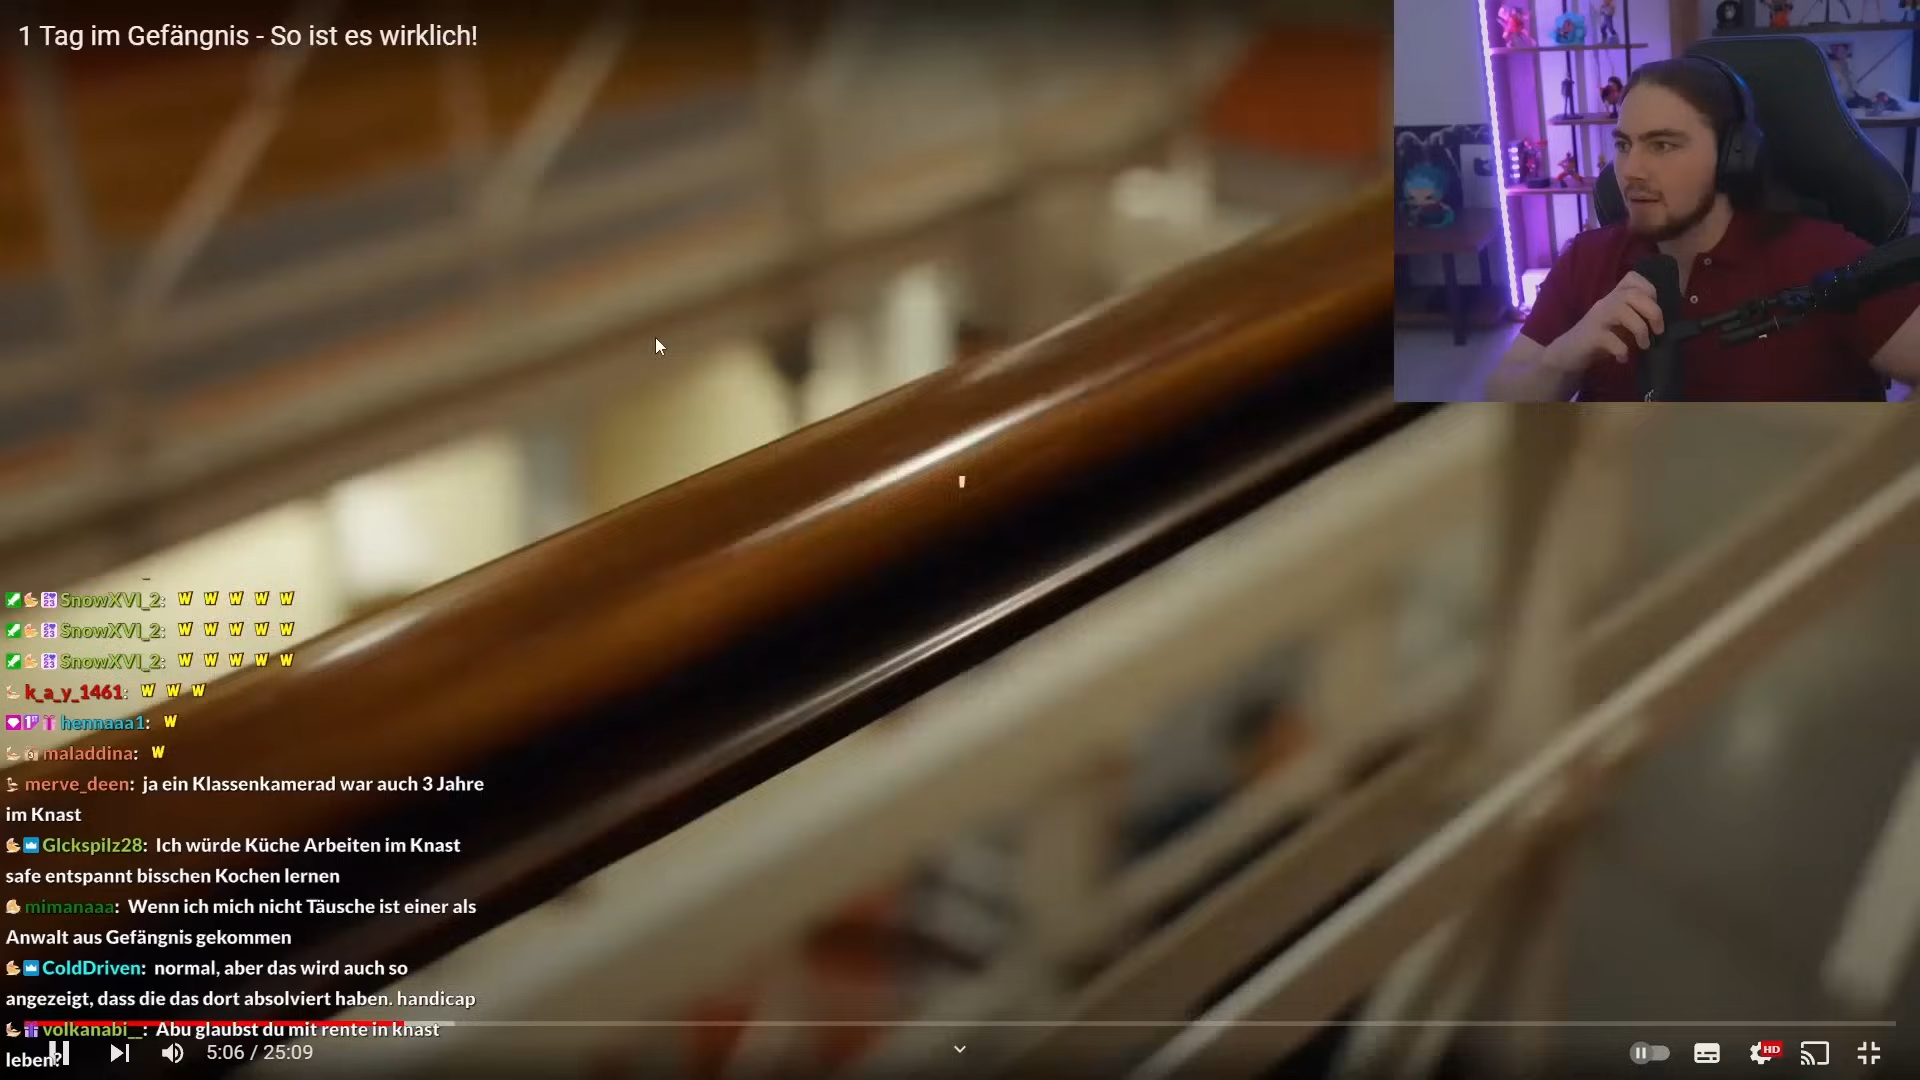 1 Tag im Gefängnis - So ist es wirklich!
SnowXVI_2: W W W W W
SnowXVI_2: W W W W W
SnowXVI_2: W W W W W
k_a_y_1461: W W W
hennaaa1: W
maladdina: W
merve_deen: ja ein Klassenkamerad war auch 3 Jahre
im Knast
Glckspilz28: Ich würde Küche Arbeiten im Knast
safe entspannt bisschen Kochen lernen
mimanaaa: Wenn ich mich nicht Täusche ist einer als
Anwalt aus Gefängnis gekommen
ColdDriven: normal, aber das wird auch so
angezeigt, dass die das dort absolviert haben. handicap
volkanabi__: Abu glaubst du mit rente in knast
leben?
5:06 / 25:09
HD